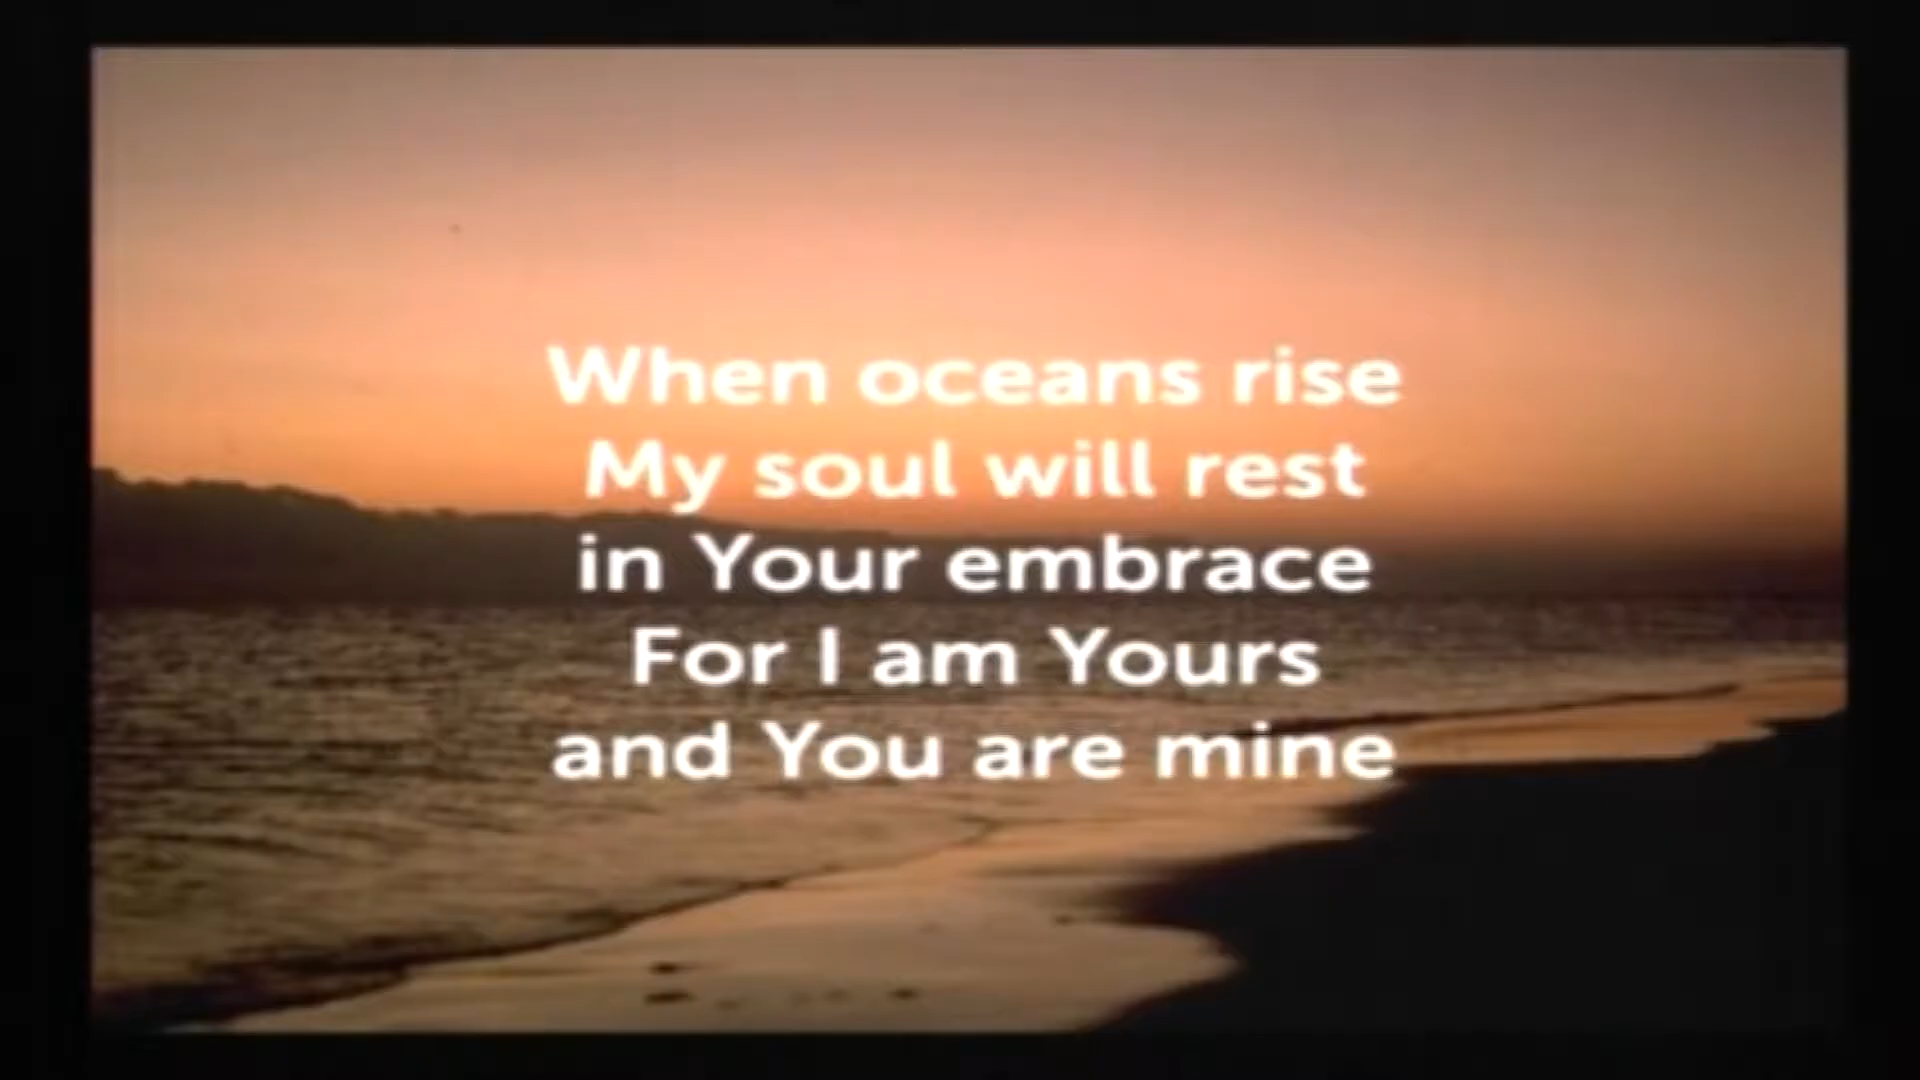 When oceans rise
My soul will rest
in Your embrace
For I am Yours
and You are mine